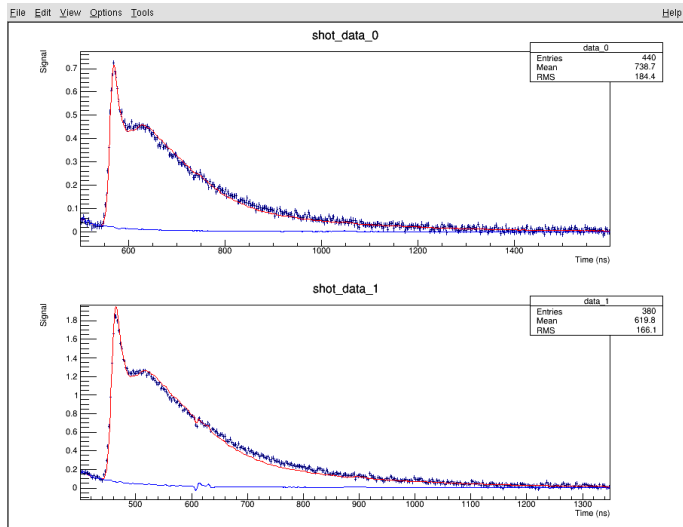 File Edit View Options Tools Help
shot_data_0
Signal
data_0
Entries 440
Mean 738.7
RMS 184.4
0.7
0.6
0.5
0.4
0.3
0.2
0.1
0
600 800 1000 1200 1400
Time (ns)
shot_data_1
Signal
data_1
Entries 380
Mean 619.8
RMS 166.1
1.8
1.6
1.4
1.2
1
0.8
0.6
0.4
0.2
0
500 600 700 800 900 1000 1100 1200 1300
Time (ns)